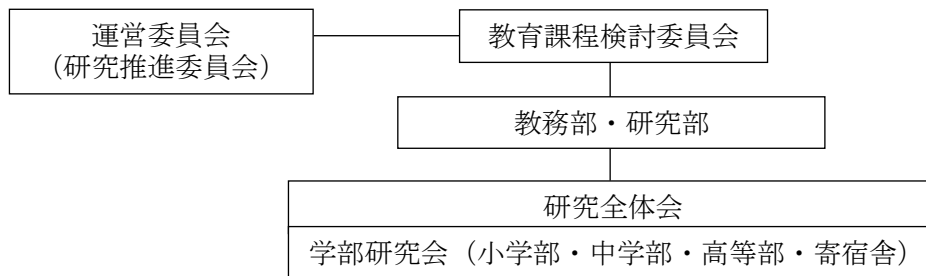 運営委員会
（研究推進委員会）
教育課程検討委員会
教務部・研究部
研究全体会
学部研究会（小学部・中学部・高等部・寄宿舎）